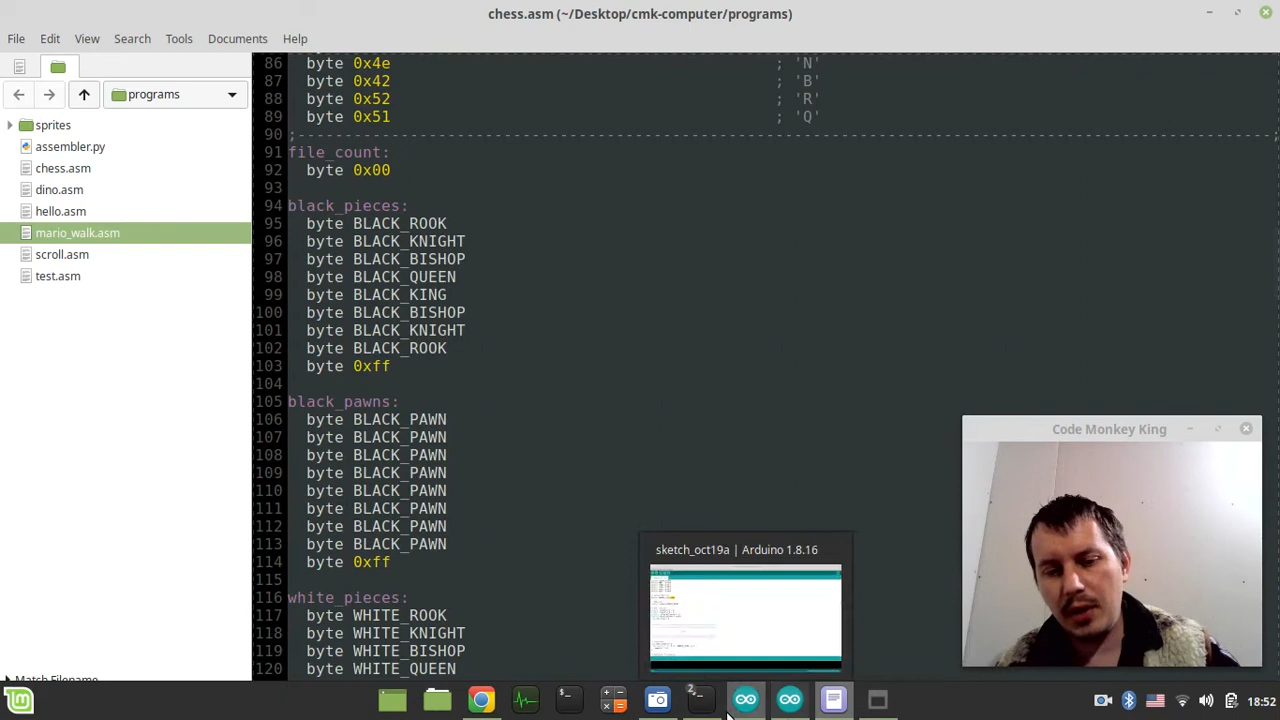 chess.asm (~/Desktop/cmk-computer/programs)
File Edit View Search Tools Documents Help
programs
sprites
assembler.py
chess.asm
dino.asm
hello.asm
mario_walk.asm
scroll.asm
test.asm
Match Filename
86 byte 0x4e ; 'N'
87 byte 0x42 ; 'B'
88 byte 0x52 ; 'R'
89 byte 0x51 ; 'Q'
90 ;----------------------------------------------------------------------------------------------------------;
91 file_count:
92 byte 0x00
93
94 black_pieces:
95 byte BLACK_ROOK
96 byte BLACK_KNIGHT
97 byte BLACK_BISHOP
98 byte BLACK_QUEEN
99 byte BLACK_KING
100 byte BLACK_BISHOP
101 byte BLACK_KNIGHT
102 byte BLACK_ROOK
103 byte 0xff
104
105 black_pawns:
106 byte BLACK_PAWN
107 byte BLACK_PAWN
108 byte BLACK_PAWN
109 byte BLACK_PAWN
110 byte BLACK_PAWN
111 byte BLACK_PAWN
112 byte BLACK_PAWN
113 byte BLACK_PAWN
114 byte 0xff
115
116 white_pieces:
117 byte WHITE_ROOK
118 byte WHITE_KNIGHT
119 byte WHITE_BISHOP
120 byte WHITE_QUEEN
Code Monkey King
sketch_oct19a | Arduino 1.8.16
2
18:52